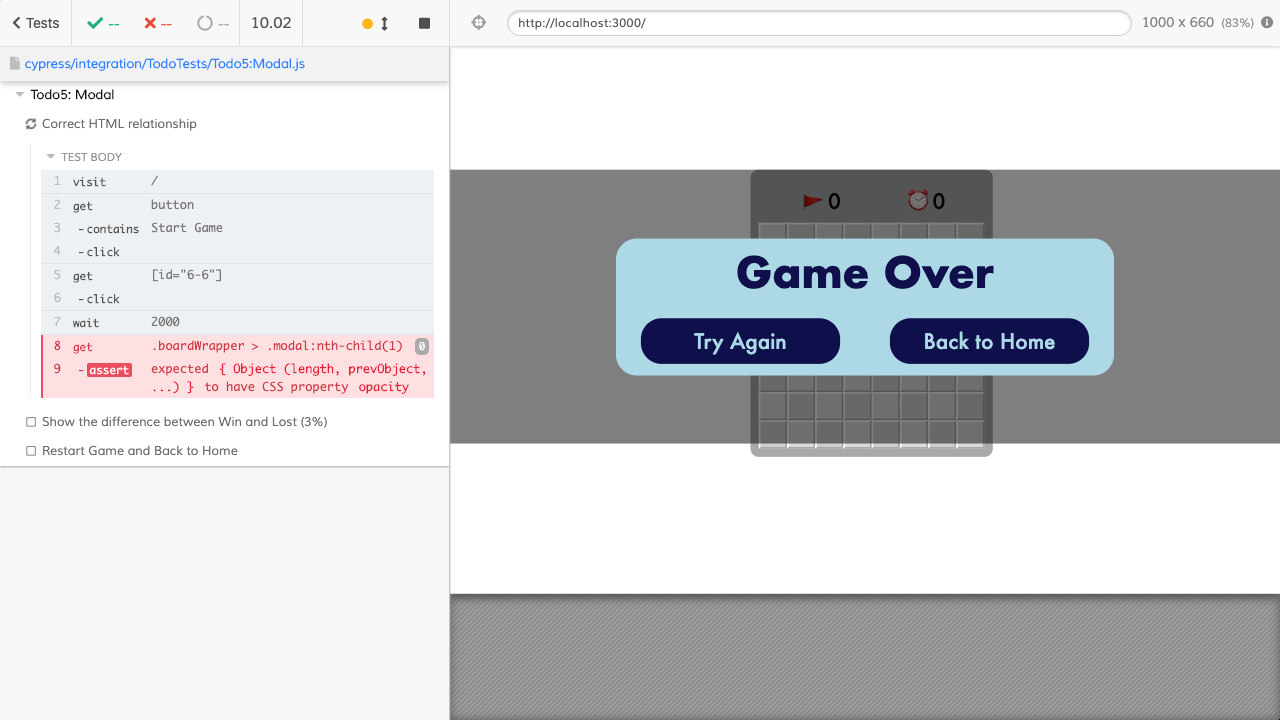 Tests -- -- -- 10.02
http://localhost:3000/
1000 x 660 (83%)
cypress/integration/TodoTests/Todo5:Modal.js
Todo5: Modal
Correct HTML relationship
TEST BODY
1 visit /
2 get button
3 -contains Start Game
4 -click
5 get [id="6-6"]
6 -click
7 wait 2000
8 get .boardWrapper > .modal:nth-child(1) 0
9 -assert expected { Object (length, prevObject,
...) } to have CSS property opacity
Show the difference between Win and Lost (3%)
Restart Game and Back to Home
0 0
Game Over
Try Again Back to Home